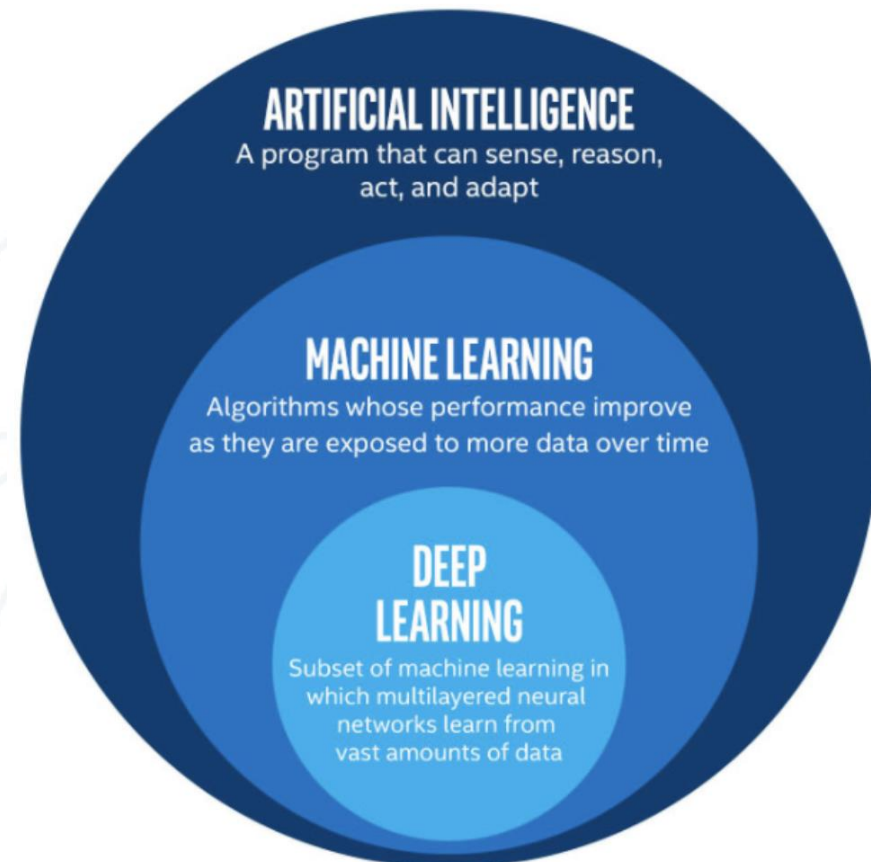 ARTIFICIAL INTELLIGENCE
A program that can sense, reason,
act, and adapt
MACHINE LEARNING
Algorithms whose performance improve
as they are exposed to more data over time
DEEP
LEARNING
Subset of machine learning in
which multilayered neural
networks learn from
vast amounts of data